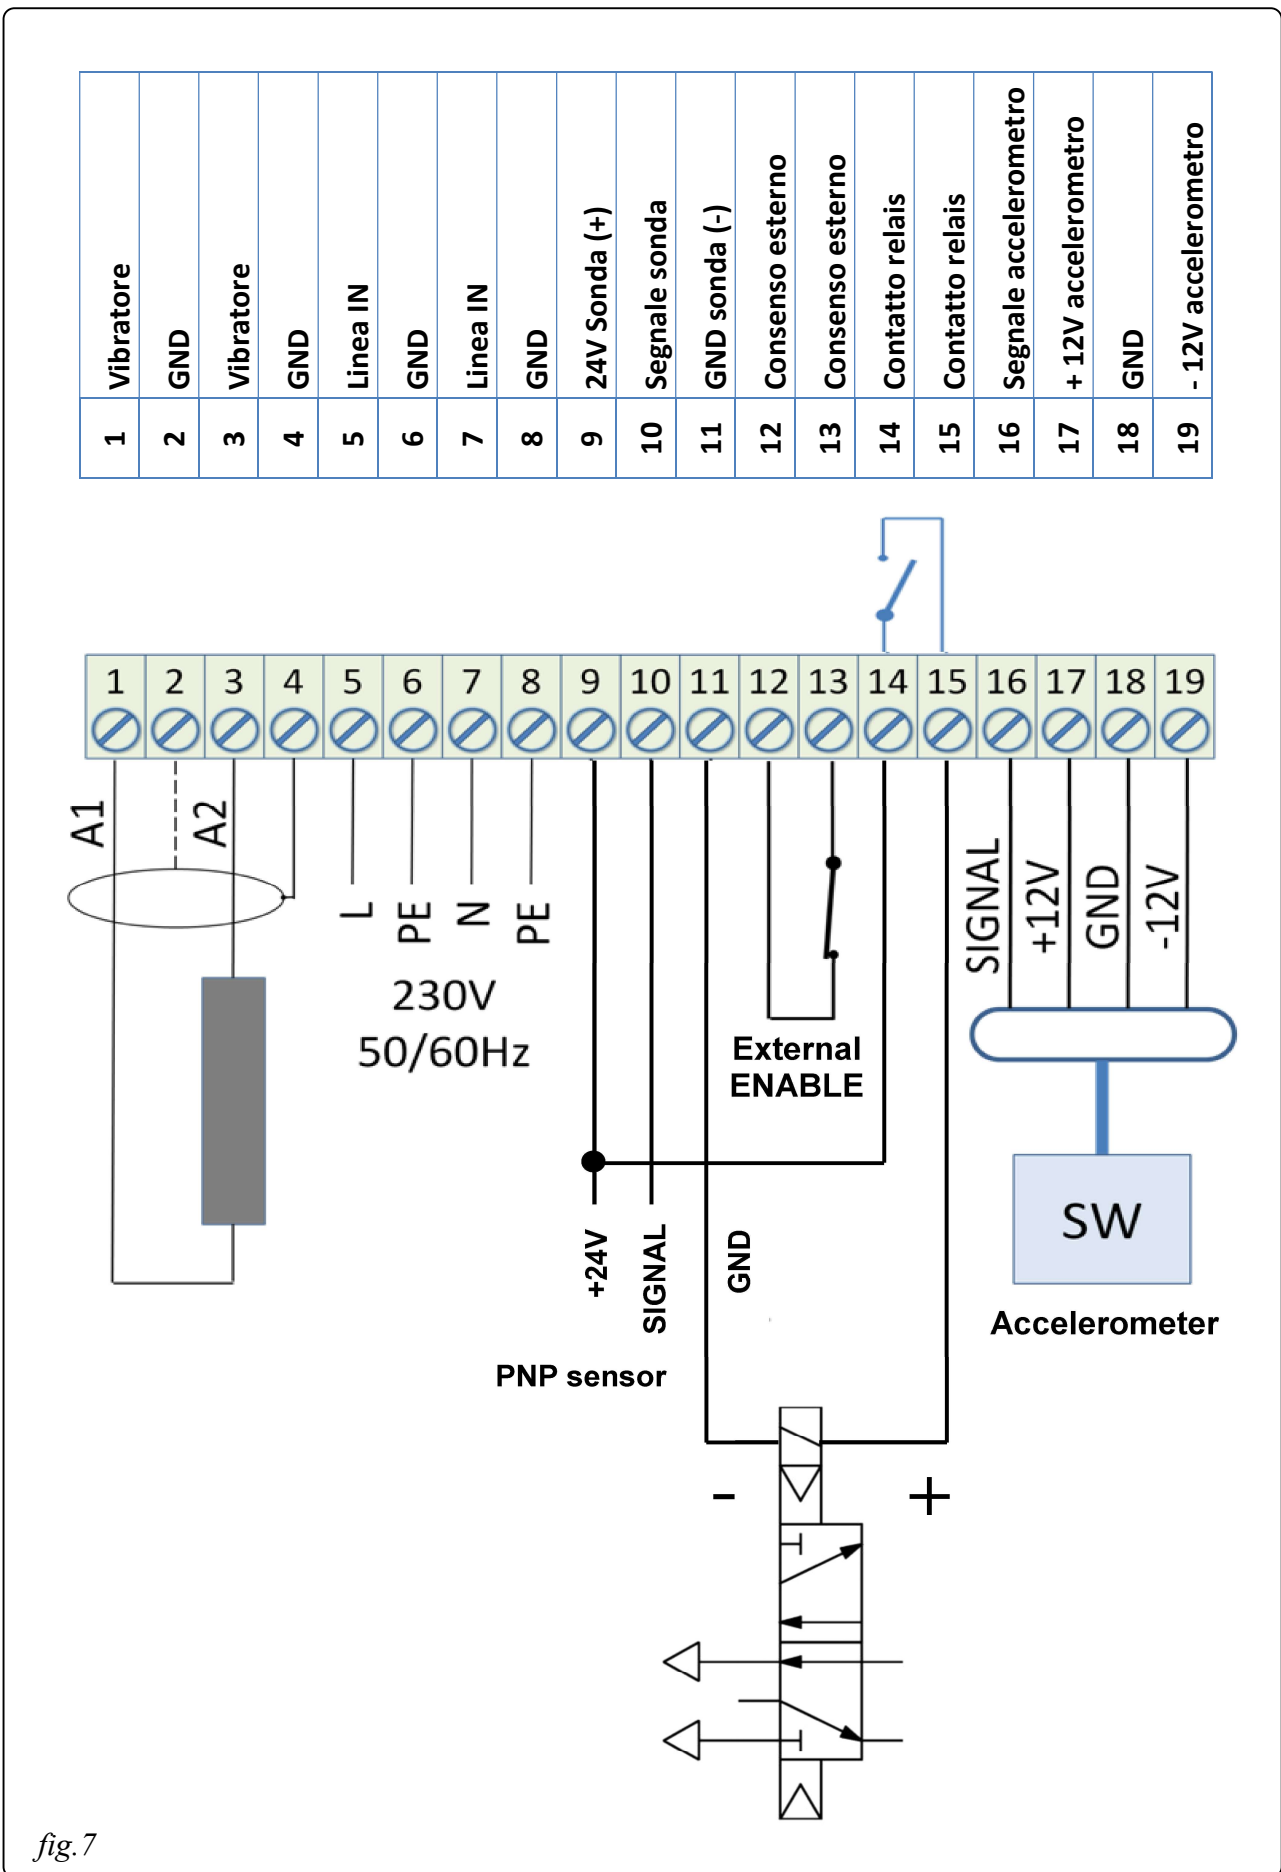 Vibratore
GND
Vibratore
GND
Linea IN
GND
Linea IN
GND
24V Sonda (+)
Segnale sonda
GND sonda (-)
Consenso esterno
Consenso esterno
Contatto relais
Contatto relais
Segnale accelerometro
+ 12V accelerometro
GND
- 12V accelerometro
1 2 3 4 5 6 7 8 9 10 11 12 13 14 15 16 17 18 19
1 2 3 4 5 6 7 8 9 10 11 12 13 14 15 16 17 18 19
A1
A2
L
PE
N
PE
230V
50/60Hz
External
ENABLE
SIGNAL
+12V
GND
-12V
SW
Accelerometer
+24V
SIGNAL
GND
PNP sensor
- +
fig.7